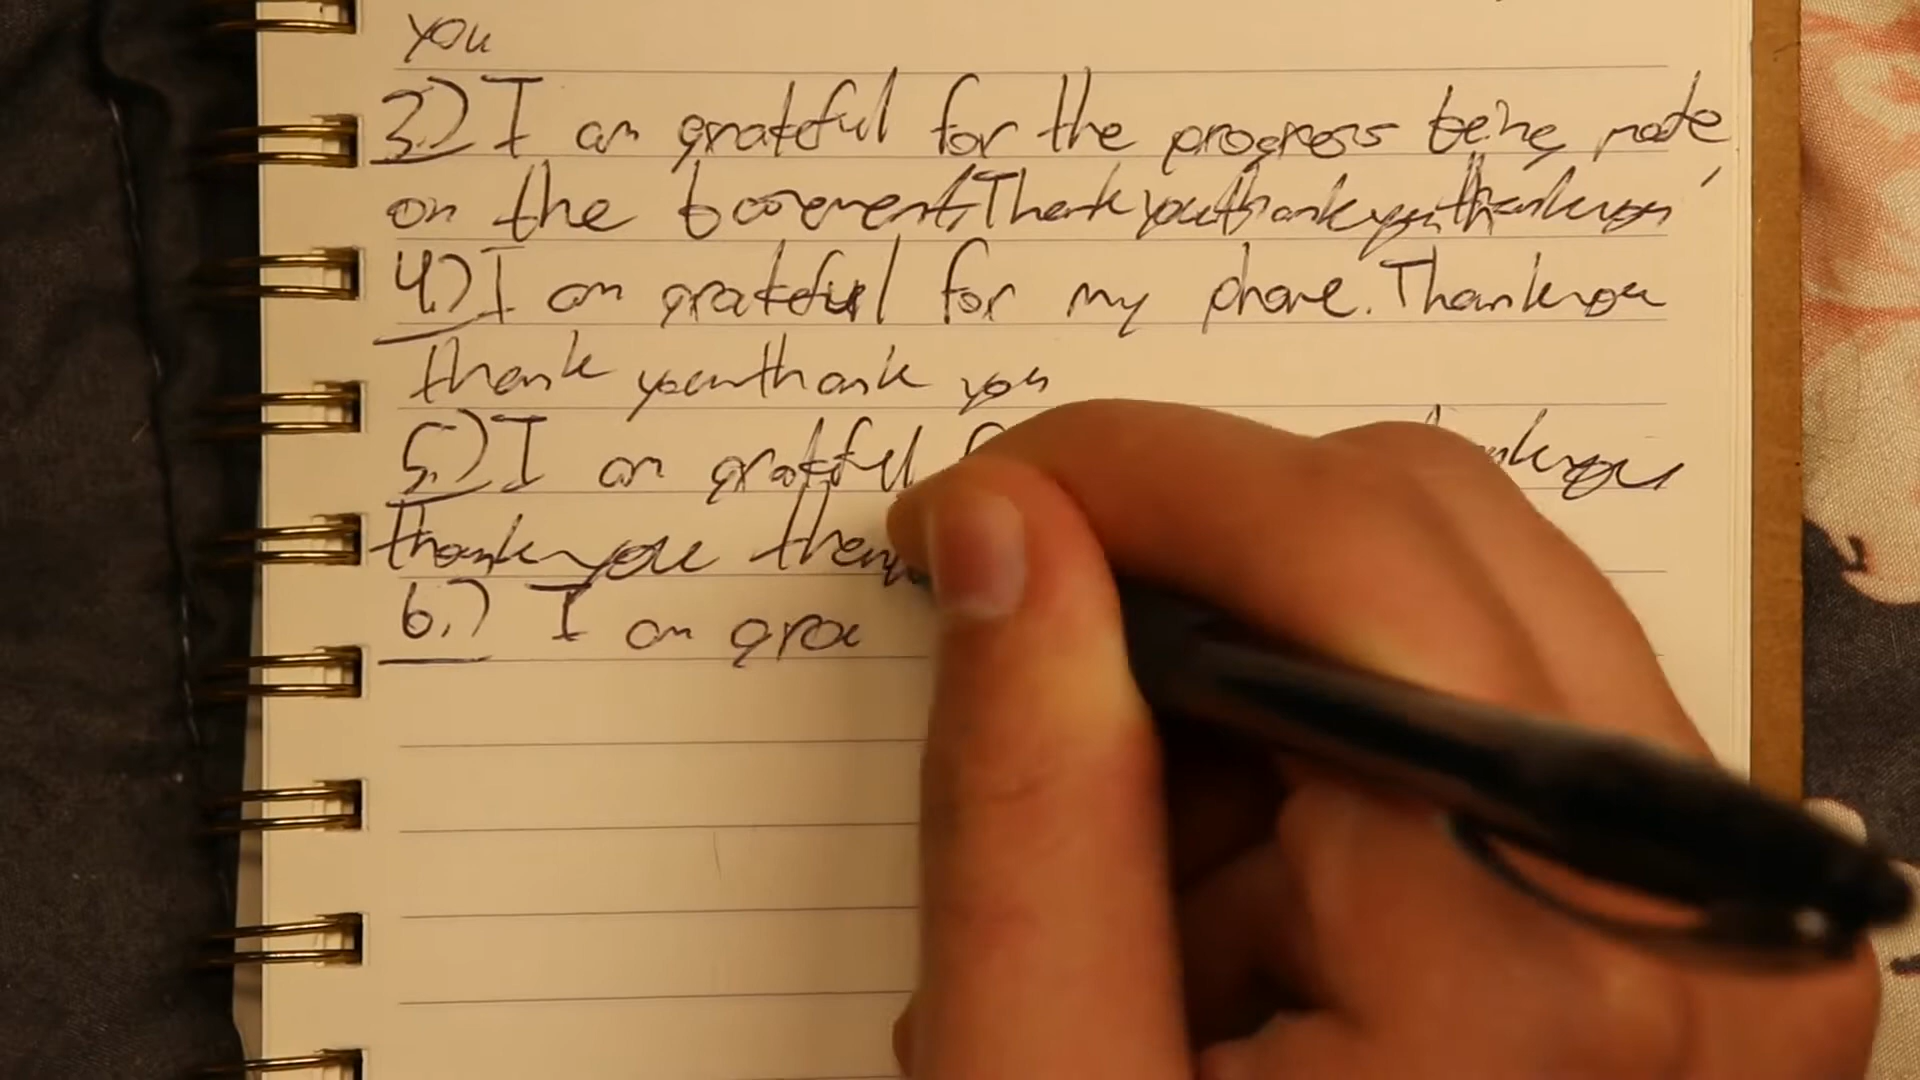 you
3.) I am grateful for the progress being made
on the basement. Thank you thank you thank you
4.) I am grateful for my phone. Thank you
thank you thank you
5.) I am grateful
thank you
6.) I am gra